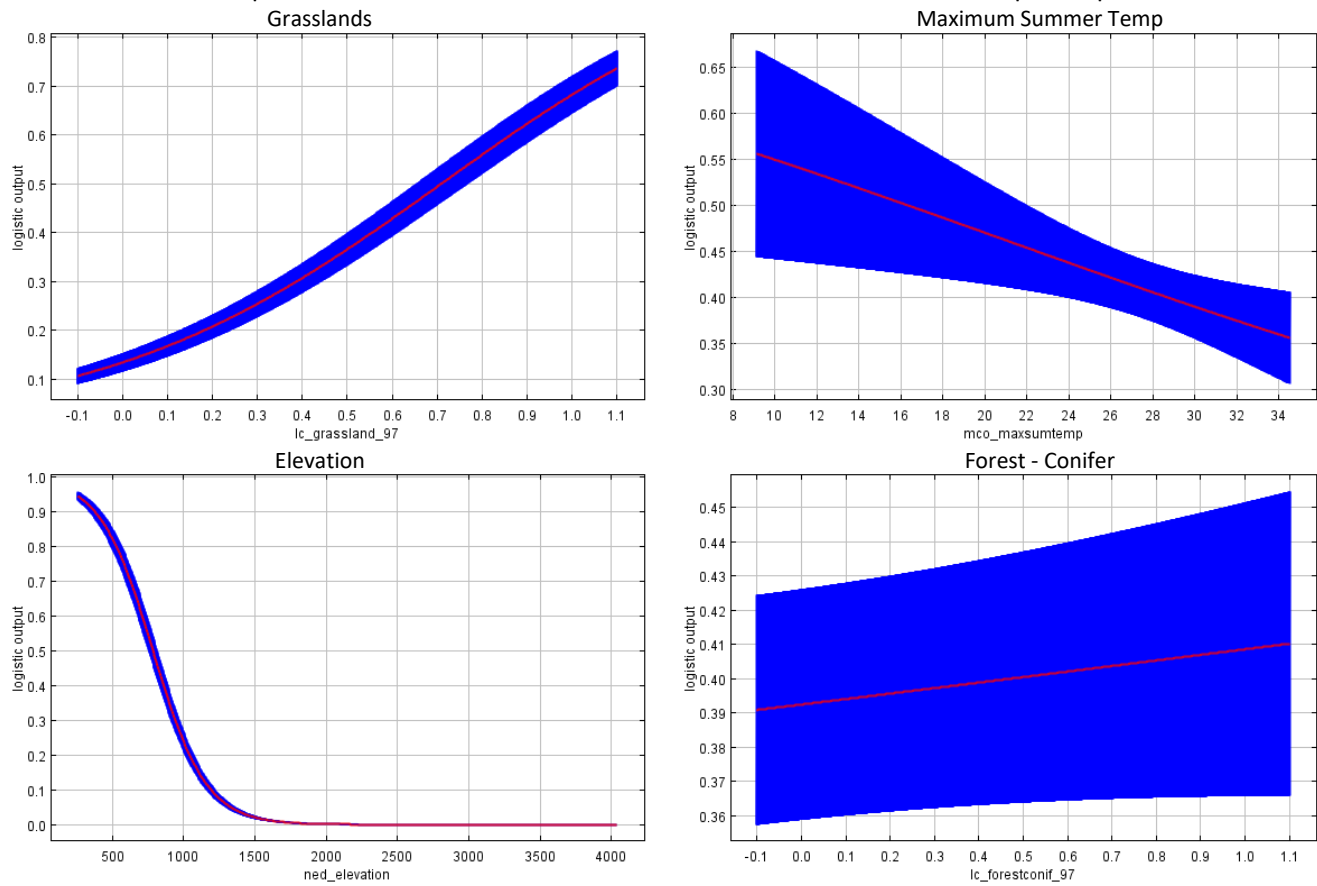 Grasslands
0.8
0.7
0.6
0.5
0.4
0.3
0.2
0.1
logistic output
-0.1 0.0 0.1 0.2 0.3 0.4 0.5 0.6 0.7 0.8 0.9 1.0 1.1
lc_grassland_97
Maximum Summer Temp
0.65
0.60
0.55
0.50
0.45
0.40
0.35
0.30
logistic output
8 10 12 14 16 18 20 22 24 26 28 30 32 34
mco_maxsumtemp
Elevation
1.0
0.9
0.8
0.7
0.6
0.5
0.4
0.3
0.2
0.1
0.0
logistic output
500 1000 1500 2000 2500 3000 3500 4000
ned_elevation
Forest - Conifer
0.45
0.44
0.43
0.42
0.41
0.40
0.39
0.38
0.37
0.36
logistic output
-0.1 0.0 0.1 0.2 0.3 0.4 0.5 0.6 0.7 0.8 0.9 1.0 1.1
lc_forestconif_97